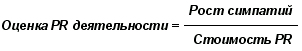 Оценка PR деятельности = Рост симпатий
Стоимость PR